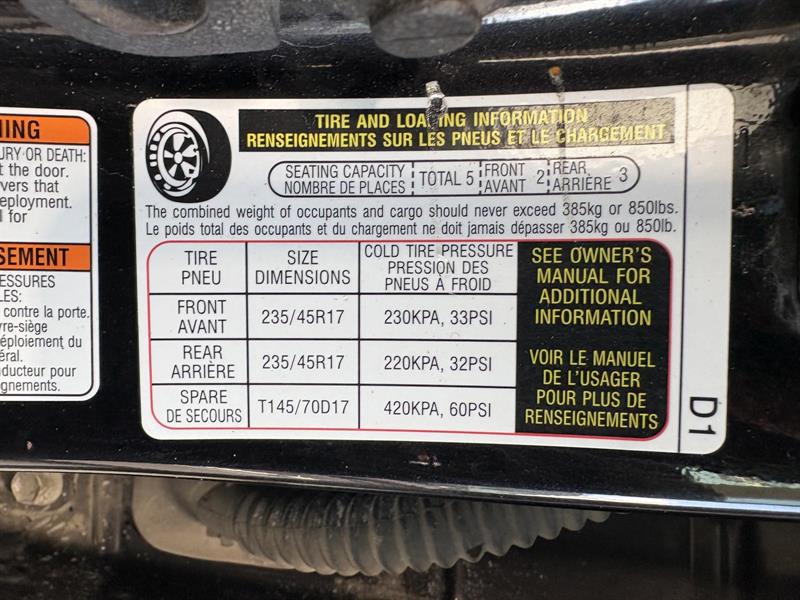 NING
URY OR DEATH:
t the door.
vers that
eployment.
l for
SEMENT
ESSURES
LES:
contre la porte.
vre-siège
déploiement du
éral.
nducteur pour
ignements.
TIRE AND LOADING INFORMATION
RENSEIGNEMENTS SUR LES PNEUS ET LE CHARGEMENT
SEATING CAPACITY
NOMBRE DE PLACES
TOTAL 5
FRONT
AVANT 2
REAR
ARRIÈRE 3
The combined weight of occupants and cargo should never exceed 385kg or 850lbs.
Le poids total des occupants et du chargement ne doit jamais dépasser 385kg ou 850lb.
TIRE
PNEU
SIZE
DIMENSIONS
COLD TIRE PRESSURE
PRESSION DES
PNEUS À FROID
FRONT
AVANT
235/45R17
230KPA, 33PSI
REAR
ARRIÈRE
235/45R17
220KPA, 32PSI
SPARE
DE SECOURS
T145/70D17
420KPA, 60PSI
SEE OWNER'S
MANUAL FOR
ADDITIONAL
INFORMATION
VOIR LE MANUEL
DE L'USAGER
POUR PLUS DE
RENSEIGNEMENTS
D1